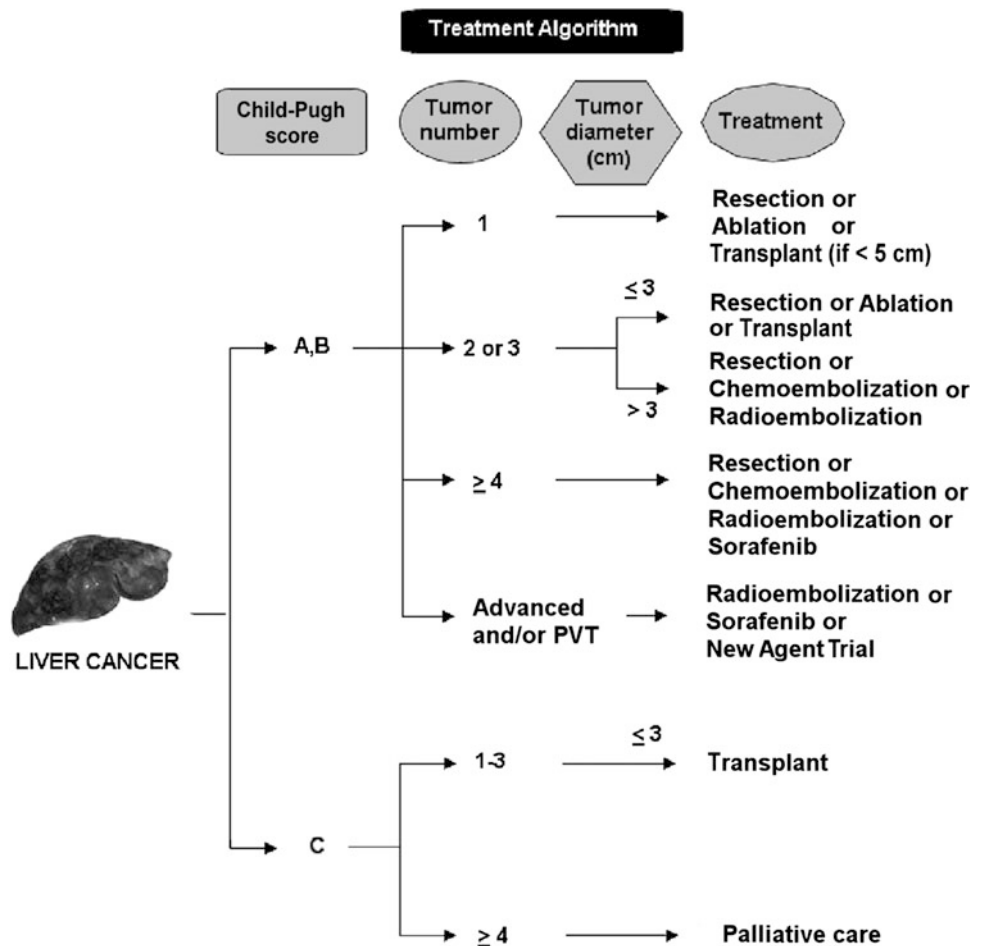 Treatment Algorithm
Child-Pugh
score
Tumor
number
Tumor
diameter
(cm)
Treatment
1
Resection or
Ablation or
Transplant (if < 5 cm)
A,B
2 or 3
≤ 3
Resection or Ablation
or Transplant
> 3
Resection or
Chemoembolization or
Radioembolization
≥ 4
Resection or
Chemoembolization or
Radioembolization or
Sorafenib
Advanced
and/or PVT
Radioembolization or
Sorafenib or
New Agent Trial
LIVER CANCER
C
1-3
≤ 3
Transplant
≥ 4
Palliative care